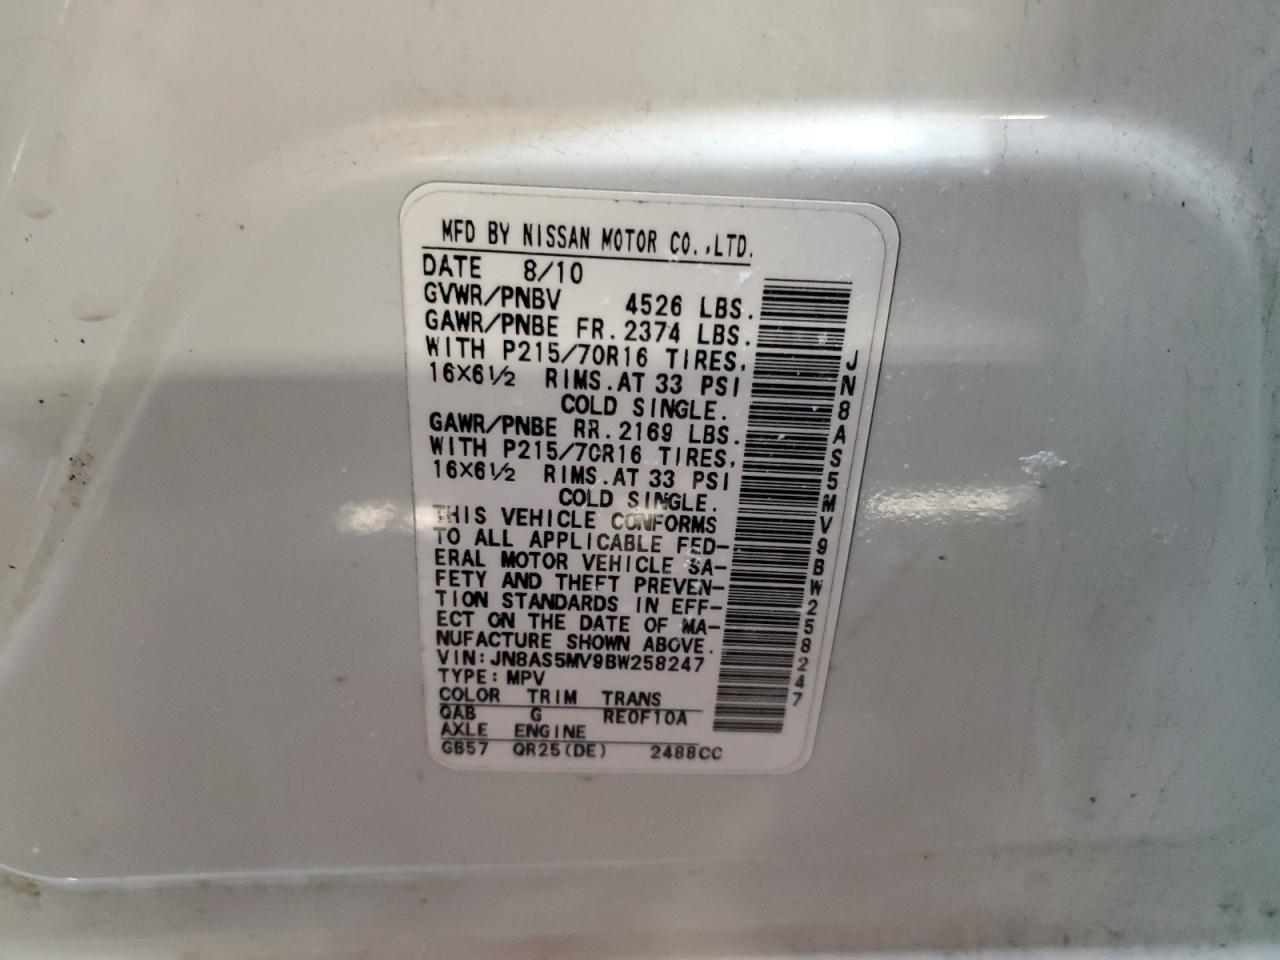 MFD BY NISSAN MOTOR CO.,LTD.
DATE 8/10
GVWR/PNBV 4526 LBS.
GAWR/PNBE FR. 2374 LBS.
WITH P215/70R16 TIRES,
16X6½ RIMS.AT 33 PSI
COLD SINGLE.
GAWR/PNBE RR. 2169 LBS.
WITH P215/70R16 TIRES,
16X6½ RIMS.AT 33 PSI
COLD SINGLE.
THIS VEHICLE CONFORMS
TO ALL APPLICABLE FED-
ERAL MOTOR VEHICLE SA-
FETY AND THEFT PREVEN-
TION STANDARDS IN EFF-
ECT ON THE DATE OF MA-
NUFACTURE SHOWN ABOVE.
VIN:JN8AS5MV9BW258247
TYPE:MPV
COLOR TRIM TRANS
QAB G RE0F10A
AXLE ENGINE
GB57 QR25(DE) 2488CC
JN8AS5MV9BW258247